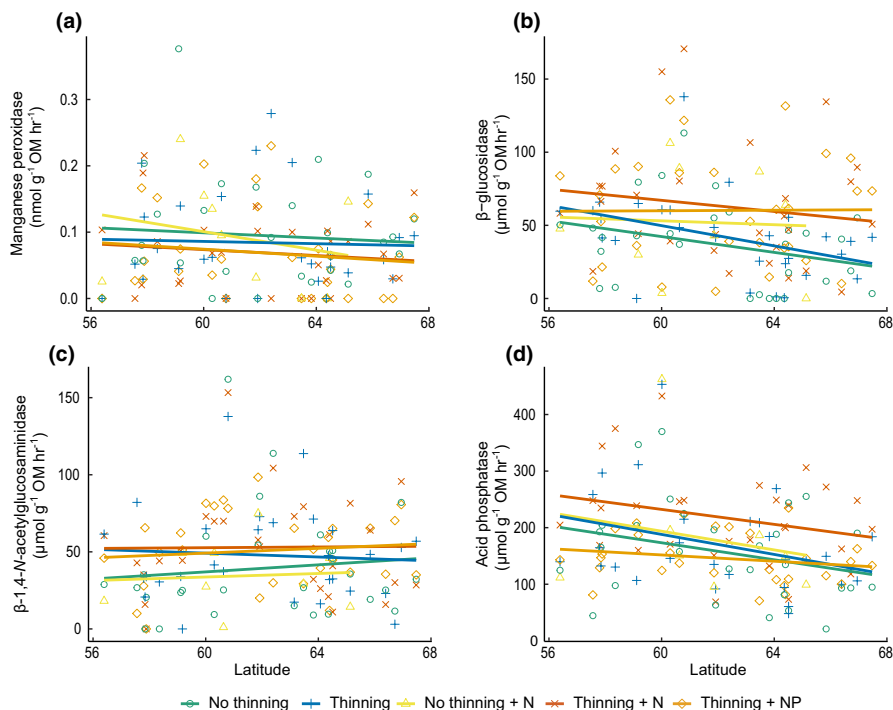 (a)
Manganese peroxidase
(nmol g⁻¹ OM hr⁻¹)
0.3
0.2
0.1
0.0
56
60
64
68
(b)
β-glucosidase
(μmol g⁻¹ OM hr⁻¹)
150
100
50
0
56
60
64
68
(c)
β-1,4-N-acetylglucosaminidase
(μmol g⁻¹ OM hr⁻¹)
150
100
50
0
56
60
64
68
Latitude
(d)
Acid phosphatase
(μmol g⁻¹ OM hr⁻¹)
400
300
200
100
0
56
60
64
68
Latitude
No thinning
Thinning
No thinning + N
Thinning + N
Thinning + NP